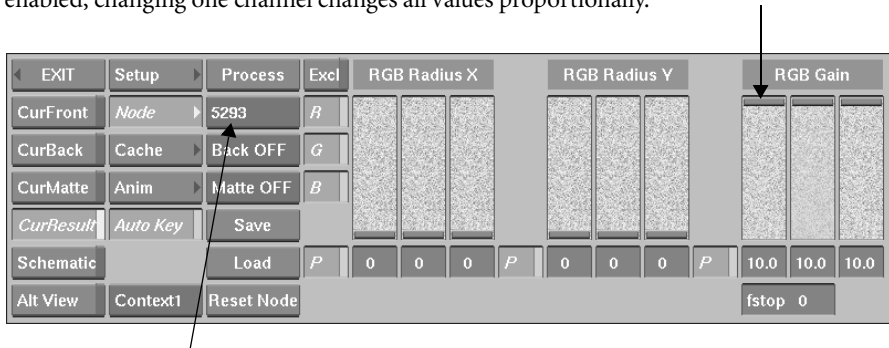 enabled, changing one channel changes all values proportionally.
EXIT Setup Process Excl RGB Radius X RGB Radius Y RGB Gain
CurFront Node 5293 R
CurBack Cache Back OFF G
CurMatte Anim Matte OFF B
CurResult Auto Key Save
Schematic Load P 0 0 0 P 0 0 0 P 10.0 10.0 10.0
Alt View Context1 Reset Node fstop 0